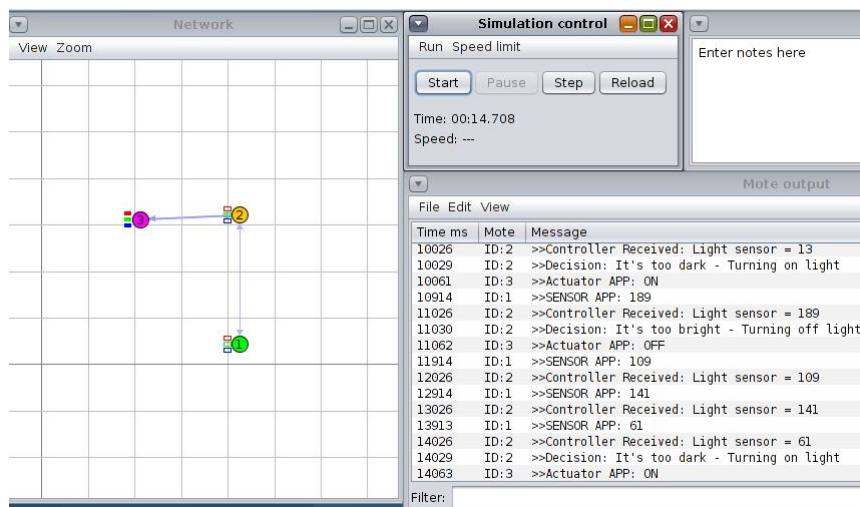 Network
View Zoom
3
2
1
Simulation control
Run Speed limit
Start Pause Step Reload
Time: 00:14.708
Speed: ---
Enter notes here
Mote output
File Edit View
Time ms Mote Message
10026 ID:2 >>Controller Received: Light sensor = 13
10029 ID:2 >>Decision: It's too dark - Turning on light
10061 ID:3 >>Actuator APP: ON
10914 ID:1 >>SENSOR APP: 189
11026 ID:2 >>Controller Received: Light sensor = 189
11030 ID:2 >>Decision: It's too bright - Turning off light
11062 ID:3 >>Actuator APP: OFF
11914 ID:1 >>SENSOR APP: 109
12026 ID:2 >>Controller Received: Light sensor = 109
12914 ID:1 >>SENSOR APP: 141
13026 ID:2 >>Controller Received: Light sensor = 141
13913 ID:1 >>SENSOR APP: 61
14026 ID:2 >>Controller Received: Light sensor = 61
14029 ID:2 >>Decision: It's too dark - Turning on light
14063 ID:3 >>Actuator APP: ON
Filter: